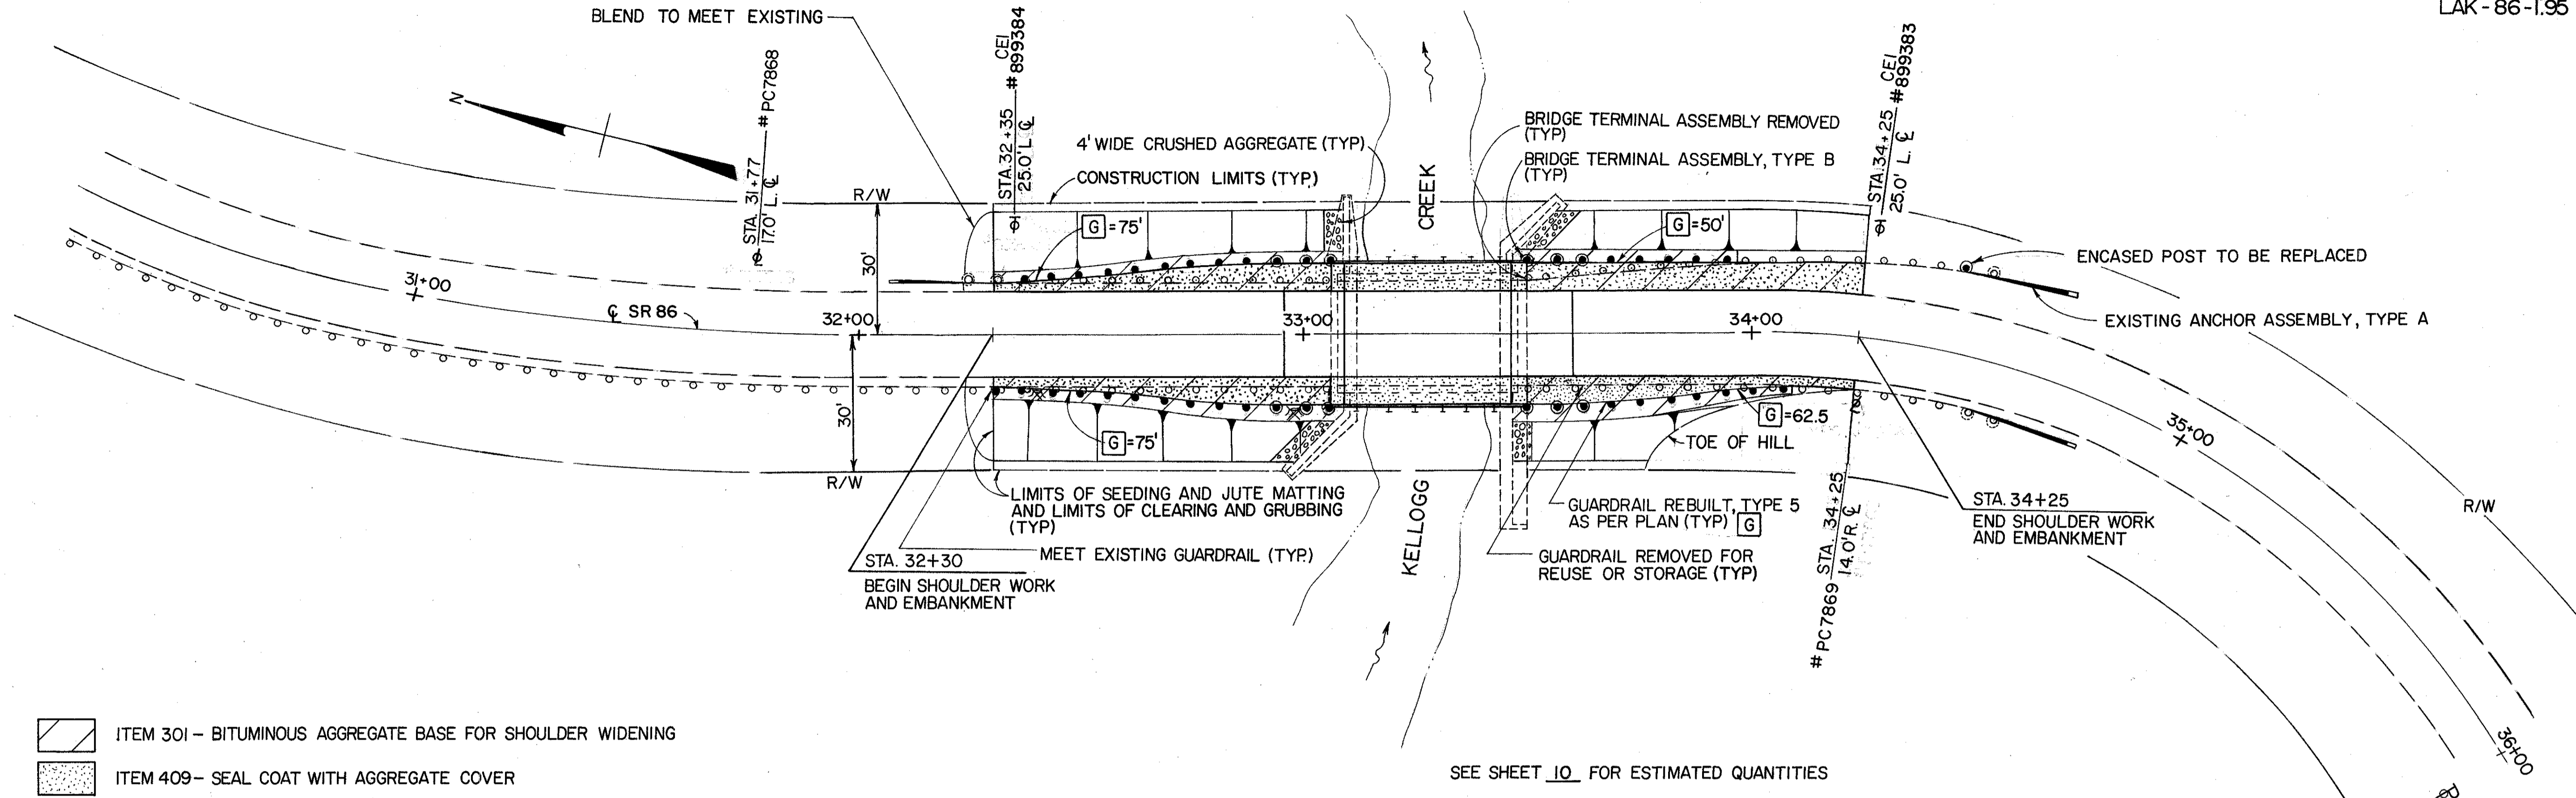 LAK-86-1.95
BLEND TO MEET EXISTING
N
STA. 31+77 # PC7868
17.0' L. ℄
CEI
STA. 32+35 # 899384
25.0' L. ℄
4' WIDE CRUSHED AGGREGATE (TYP)
CONSTRUCTION LIMITS (TYP.)
R/W
G =75'
30'
CREEK
BRIDGE TERMINAL ASSEMBLY REMOVED
(TYP)
BRIDGE TERMINAL ASSEMBLY, TYPE B
(TYP)
G =50'
CEI
STA. 34+25 # 899383
25.0' L. ℄
ENCASED POST TO BE REPLACED
EXISTING ANCHOR ASSEMBLY, TYPE A
31+00
℄ SR 86
32+00
33+00
34+00
35+00
36+00
30'
R/W
G =75'
G =62.5
TOE OF HILL
LIMITS OF SEEDING AND JUTE MATTING
AND LIMITS OF CLEARING AND GRUBBING
(TYP)
MEET EXISTING GUARDRAIL (TYP.)
STA. 32+30
BEGIN SHOULDER WORK
AND EMBANKMENT
KELLOGG
GUARDRAIL REBUILT, TYPE 5
AS PER PLAN (TYP) G
GUARDRAIL REMOVED FOR
REUSE OR STORAGE (TYP)
# PC7869 STA. 34+25
14.0' R. ℄
STA. 34+25
END SHOULDER WORK
AND EMBANKMENT
R/W
ITEM 301 - BITUMINOUS AGGREGATE BASE FOR SHOULDER WIDENING
ITEM 409 - SEAL COAT WITH AGGREGATE COVER
SEE SHEET 10 FOR ESTIMATED QUANTITIES